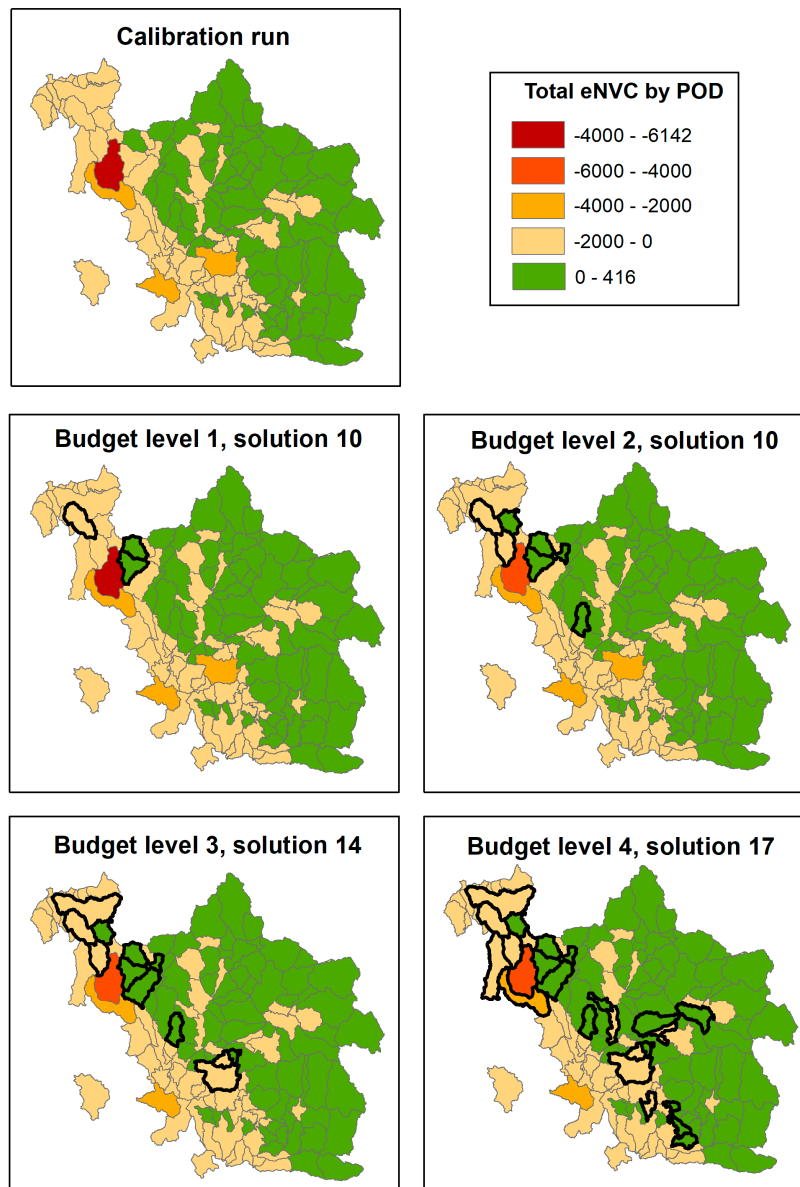 Calibration run
Total eNVC by POD
-4000 - -6142
-6000 - -4000
-4000 - -2000
-2000 - 0
0 - 416
Budget level 1, solution 10
Budget level 2, solution 10
Budget level 3, solution 14
Budget level 4, solution 17